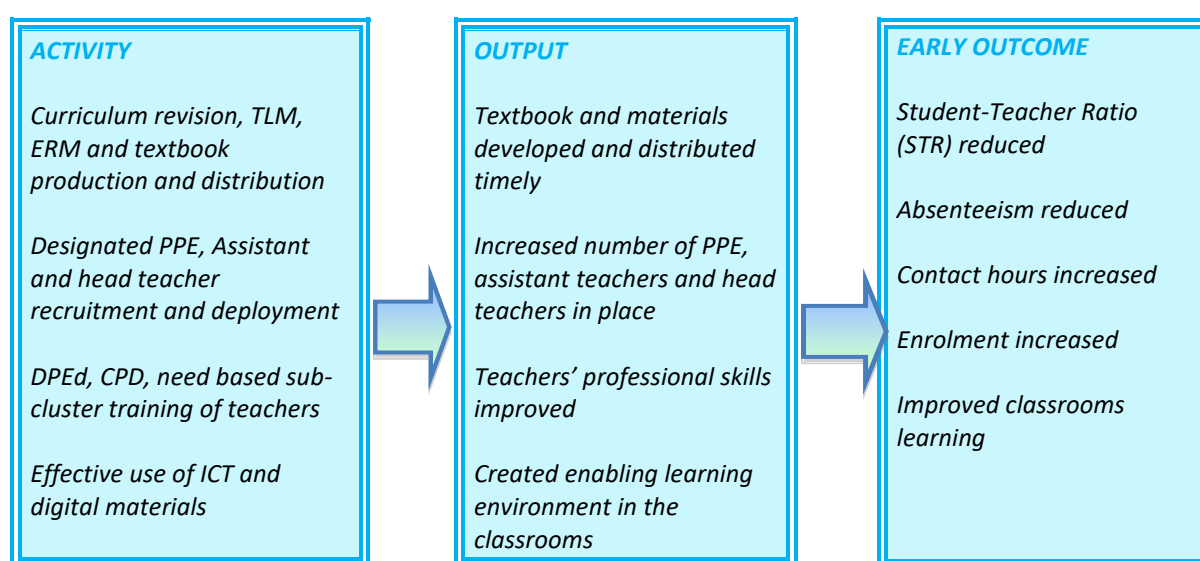 ACTIVITY
Curriculum revision, TLM,
ERM and textbook
production and distribution
Designated PPE, Assistant
and head teacher
recruitment and deployment
DPEd, CPD, need based sub-
cluster training of teachers
Effective use of ICT and
digital materials
OUTPUT
Textbook and materials
developed and distributed
timely
Increased number of PPE,
assistant teachers and head
teachers in place
Teachers’ professional skills
improved
Created enabling learning
environment in the
classrooms
EARLY OUTCOME
Student-Teacher Ratio
(STR) reduced
Absenteeism reduced
Contact hours increased
Enrolment increased
Improved classrooms
learning